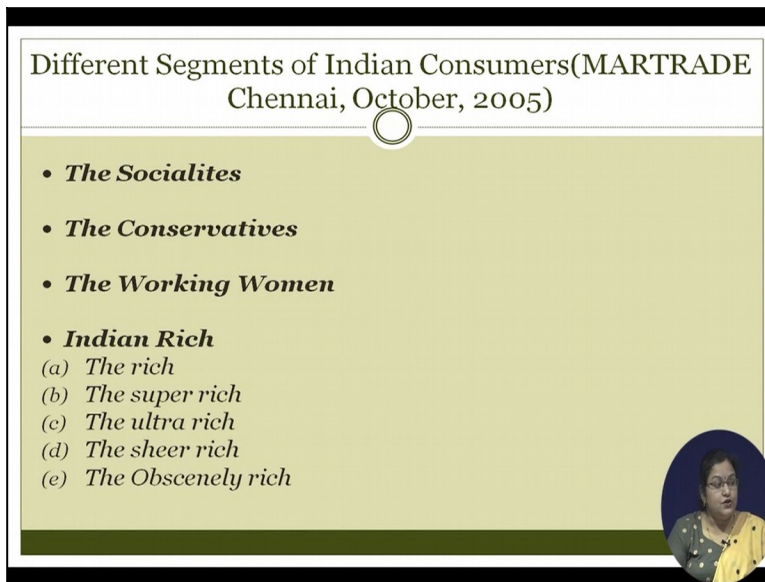 Different Segments of Indian Consumers(MARTRADE
Chennai, October, 2005)
• The Socialites
• The Conservatives
• The Working Women
• Indian Rich
(a) The rich
(b) The super rich
(c) The ultra rich
(d) The sheer rich
(e) The Obscenely rich